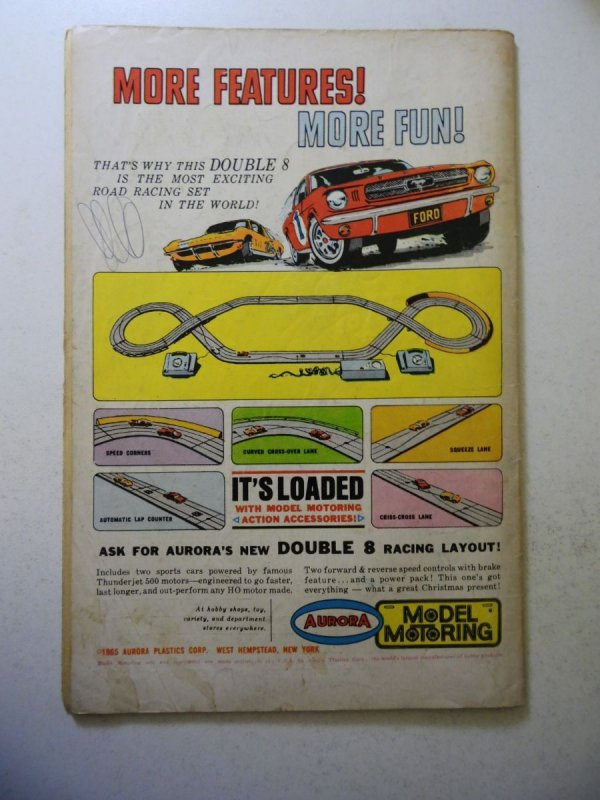 MORE FEATURES!
MORE FUN!
THAT'S WHY THIS DOUBLE 8
IS THE MOST EXCITING
ROAD RACING SET
IN THE WORLD!
FORD
SPEED CORNERS
CURVED CROSS-OVER LANE
SQUEEZE LANE
AUTOMATIC LAP COUNTER
IT'S LOADED
WITH MODEL MOTORING
ACTION ACCESSORIES!
CRISS-CROSS LANE
ASK FOR AURORA'S NEW DOUBLE 8 RACING LAYOUT!
Includes two sports cars powered by famous
Thunderjet 500 motors—engineered to go faster,
last longer, and out-perform any HO motor made.
Two forward & reverse speed controls with brake
feature...and a power pack! This one's got
everything — what a great Christmas present!
At hobby shops, toy,
variety, and department
stores everywhere.
AURORA
MODEL
MOTORING
©1965 AURORA PLASTICS CORP. WEST HEMPSTEAD, NEW YORK
Model Motoring sets and